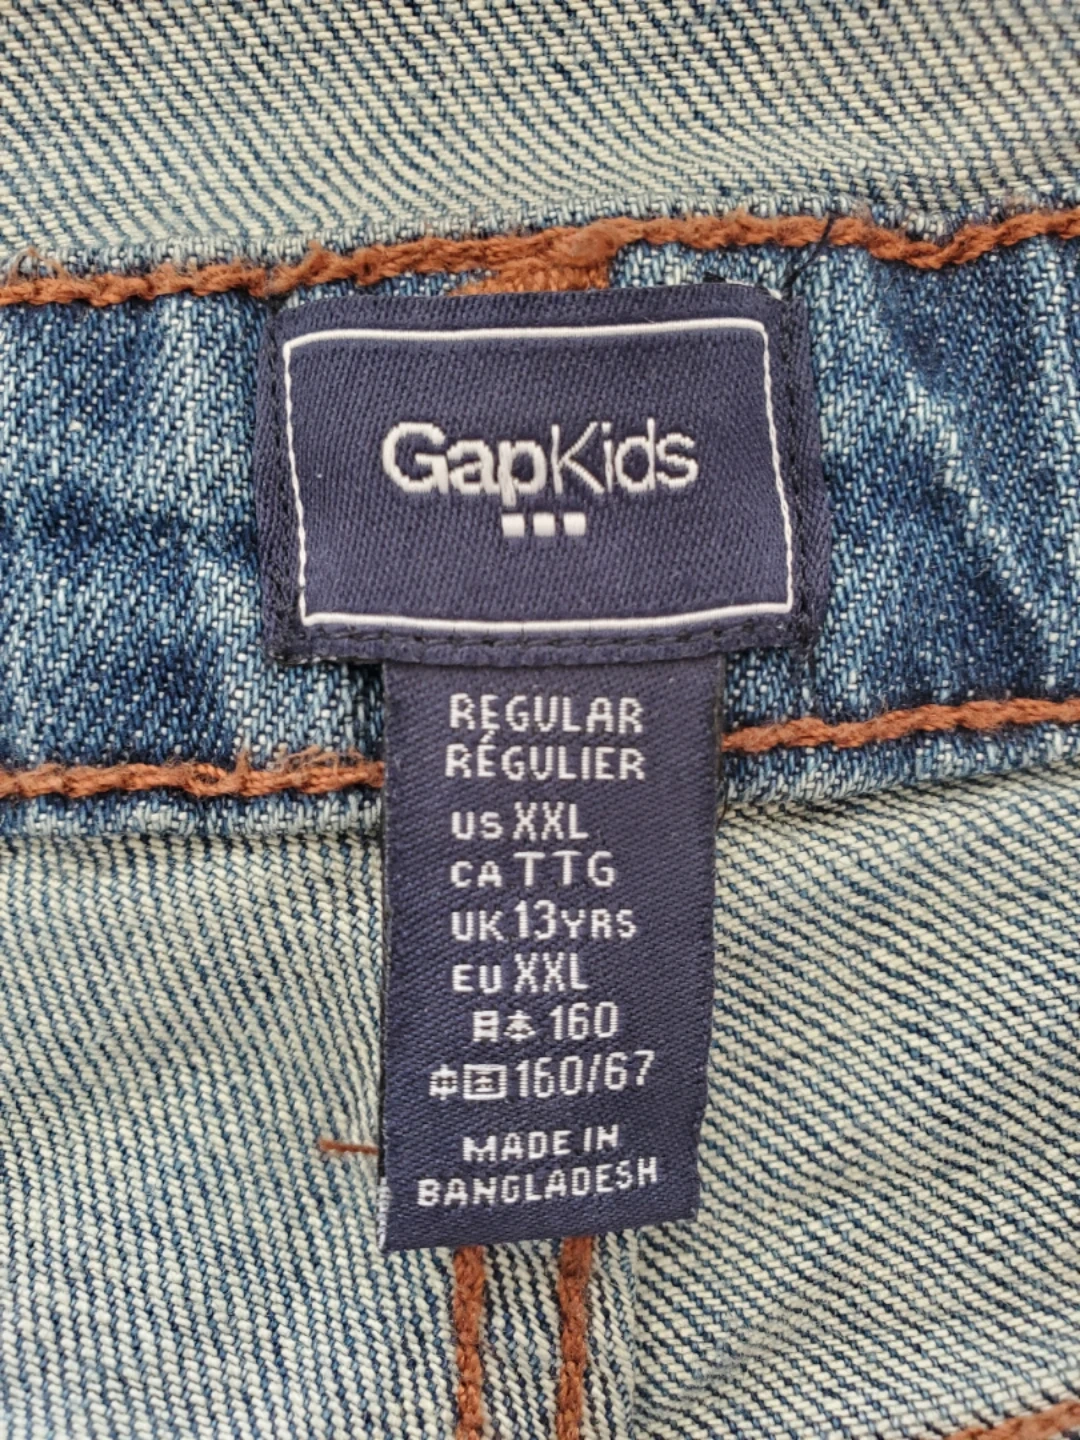 GapKids
REGULAR
RÉGULIER
US XXL
CA TTG
UK 13YRS
EU XXL
日本 160
中国 160/67
MADE IN
BANGLADESH